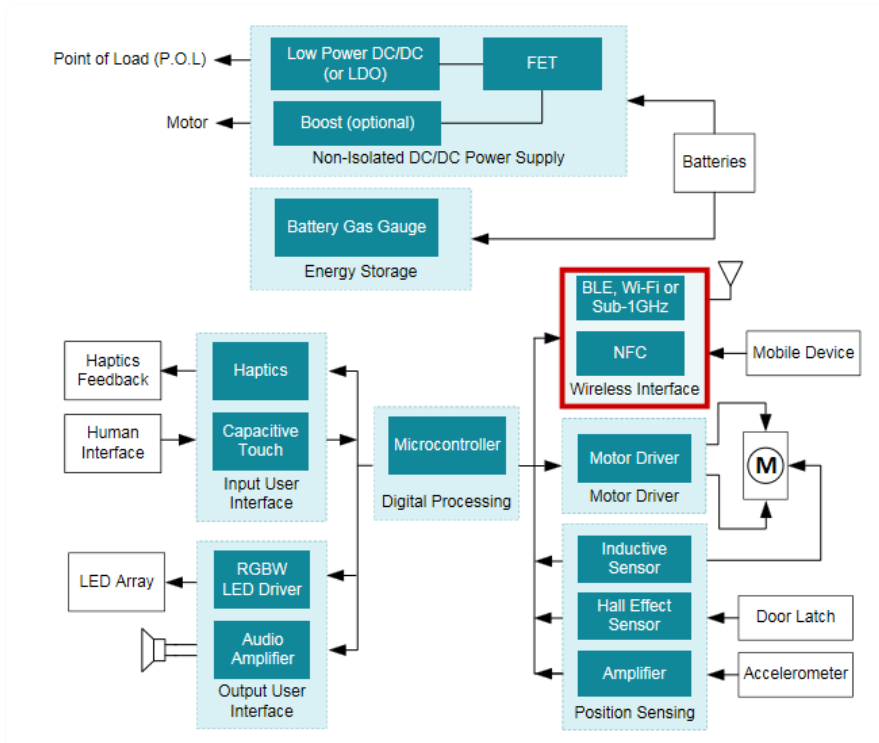 Point of Load (P.O.L)
Low Power DC/DC
(or LDO)
FET
Motor
Boost (optional)
Non-Isolated DC/DC Power Supply
Batteries
Battery Gas Gauge
Energy Storage
BLE, Wi-Fi or
Sub-1GHz
NFC
Wireless Interface
Mobile Device
Haptics
Feedback
Haptics
Human
Interface
Capacitive
Touch
Input User
Interface
Microcontroller
Digital Processing
Motor Driver
Motor Driver
M
LED Array
RGBW
LED Driver
Audio
Amplifier
Output User
Interface
Inductive
Sensor
Hall Effect
Sensor
Door Latch
Amplifier
Accelerometer
Position Sensing